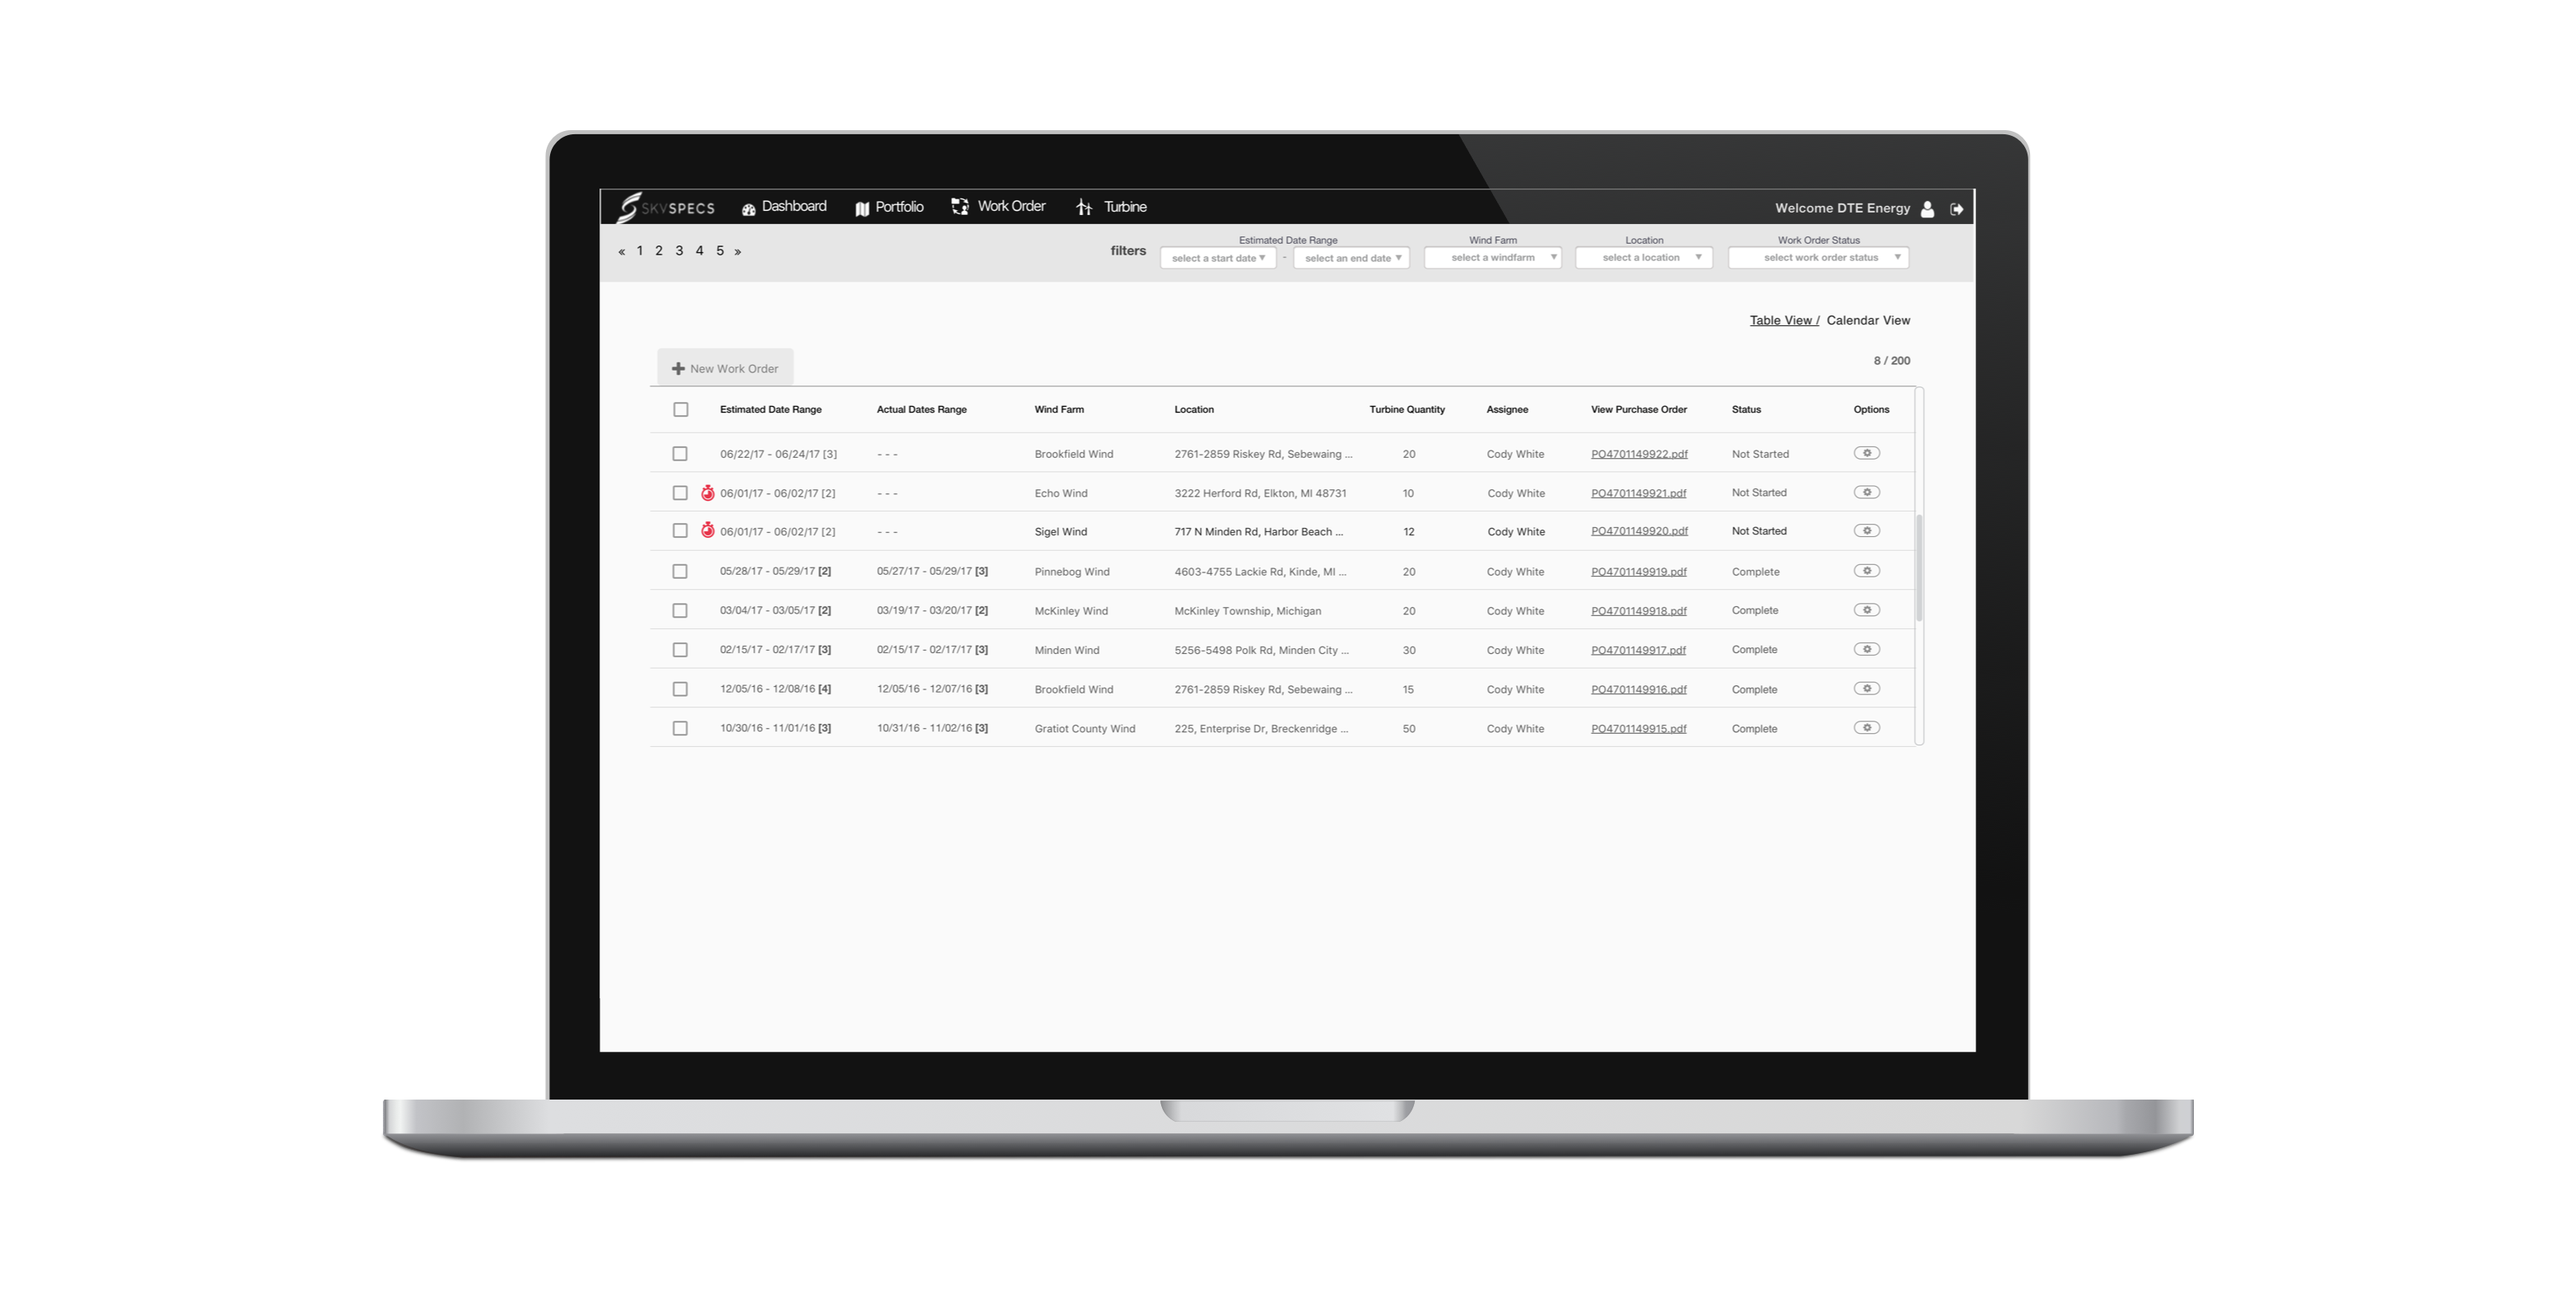 SKYSPECS Dashboard Portfolio Work Order Turbine Welcome DTE Energy
« 1 2 3 4 5 »
filters
Estimated Date Range Wind Farm Location Work Order Status
select a start date - select an end date select a windfarm select a location select work order status
Table View / Calendar View
New Work Order
8 / 200
Estimated Date Range Actual Dates Range Wind Farm Location Turbine Quantity Assignee View Purchase Order Status Options
06/22/17 - 06/24/17 [3] - - - Brookfield Wind 2761-2859 Riskey Rd, Sebewaing ... 20 Cody White PO4701149922.pdf Not Started
06/01/17 - 06/02/17 [2] - - - Echo Wind 3222 Herford Rd, Elkton, MI 48731 10 Cody White PO4701149921.pdf Not Started
06/01/17 - 06/02/17 [2] - - - Sigel Wind 717 N Minden Rd, Harbor Beach ... 12 Cody White PO4701149920.pdf Not Started
05/28/17 - 05/29/17 [2] 05/27/17 - 05/29/17 [3] Pinnebog Wind 4603-4755 Lackie Rd, Kinde, MI ... 20 Cody White PO4701149919.pdf Complete
03/04/17 - 03/05/17 [2] 03/19/17 - 03/20/17 [2] McKinley Wind McKinley Township, Michigan 20 Cody White PO4701149918.pdf Complete
02/15/17 - 02/17/17 [3] 02/15/17 - 02/17/17 [3] Minden Wind 5256-5498 Polk Rd, Minden City ... 30 Cody White PO4701149917.pdf Complete
12/05/16 - 12/08/16 [4] 12/05/16 - 12/07/16 [3] Brookfield Wind 2761-2859 Riskey Rd, Sebewaing ... 15 Cody White PO4701149916.pdf Complete
10/30/16 - 11/01/16 [3] 10/31/16 - 11/02/16 [3] Gratiot County Wind 225, Enterprise Dr, Breckenridge ... 50 Cody White PO4701149915.pdf Complete